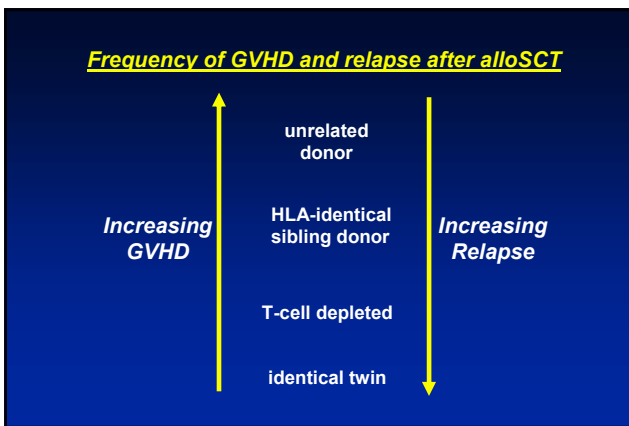 Frequency of GVHD and relapse after alloSCT
unrelated
donor
Increasing
GVHD
HLA-identical
sibling donor
Increasing
Relapse
T-cell depleted
identical twin